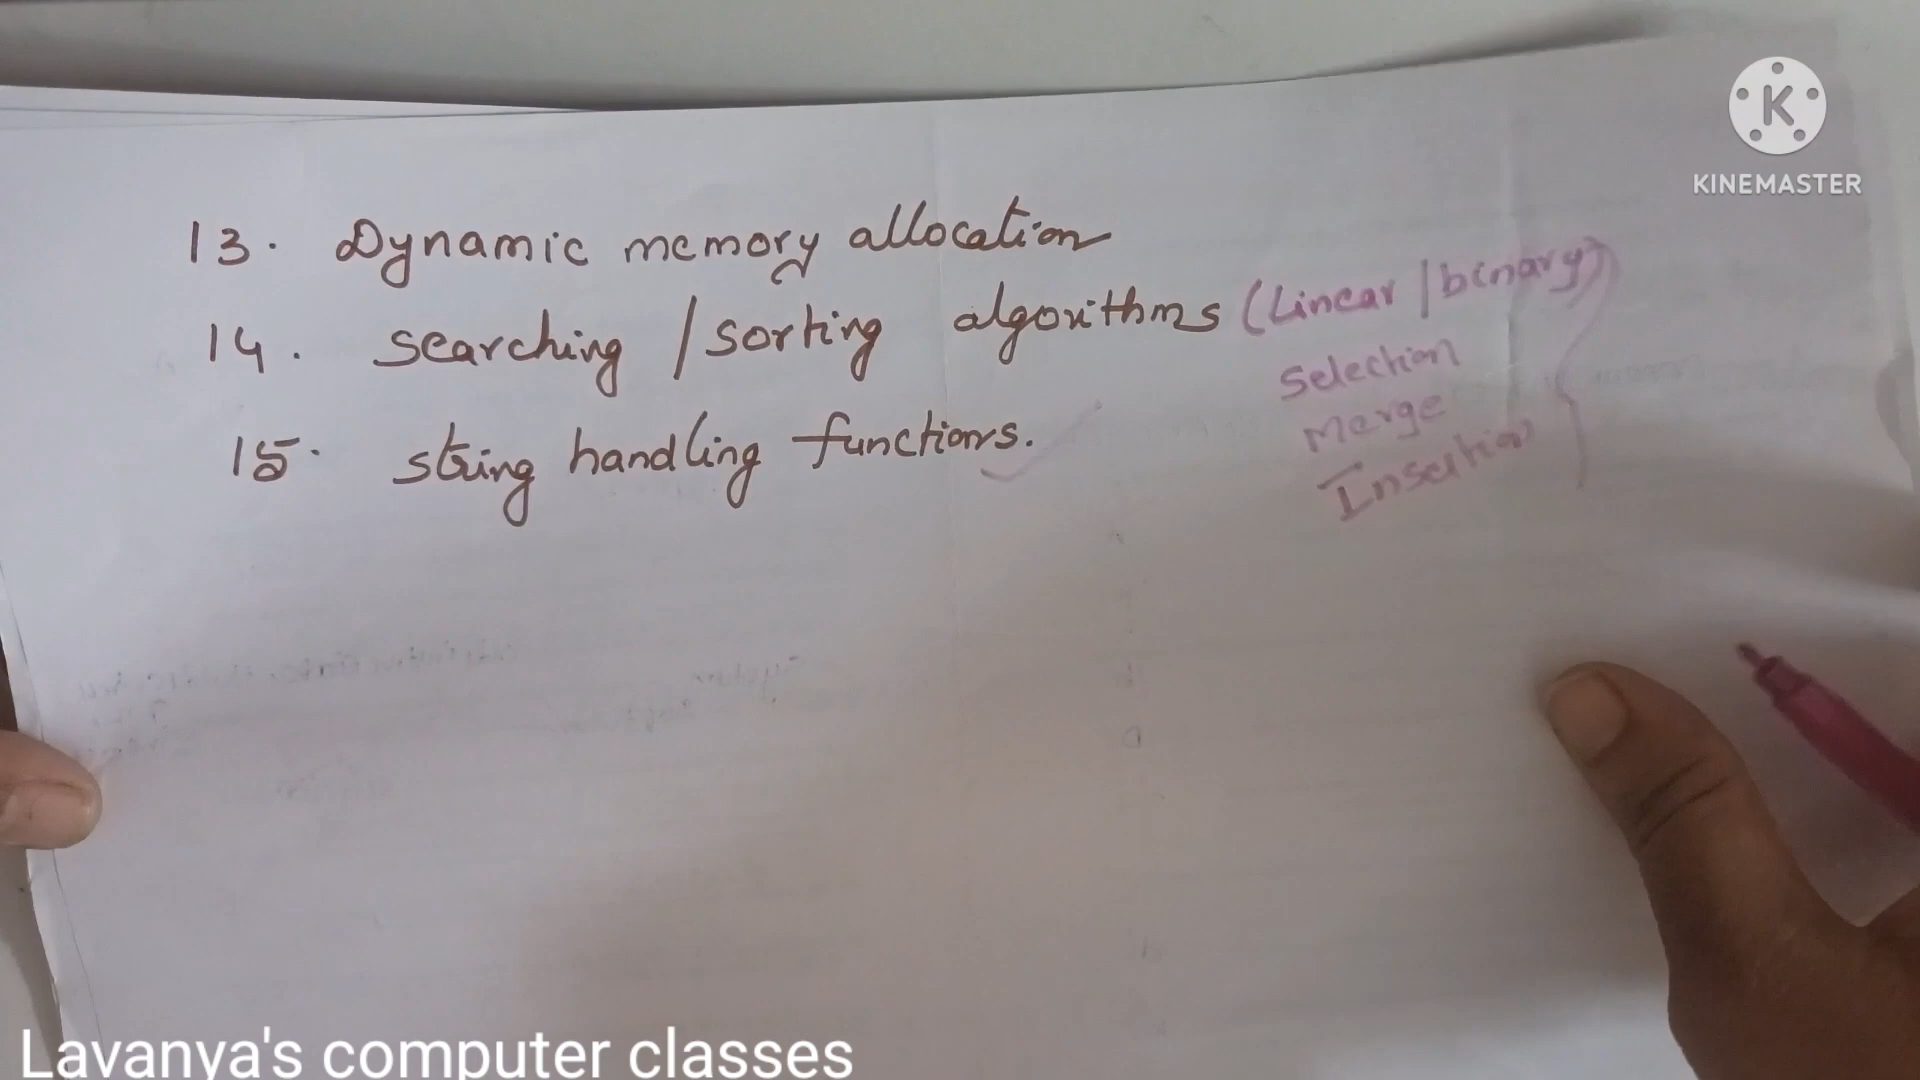 KINEMASTER
13. Dynamic memory allocation
14. searching / sorting algorithms (Linear / binary)
Selection
Merge
Insertion
15. string handling functions.
Lavanya's computer classes